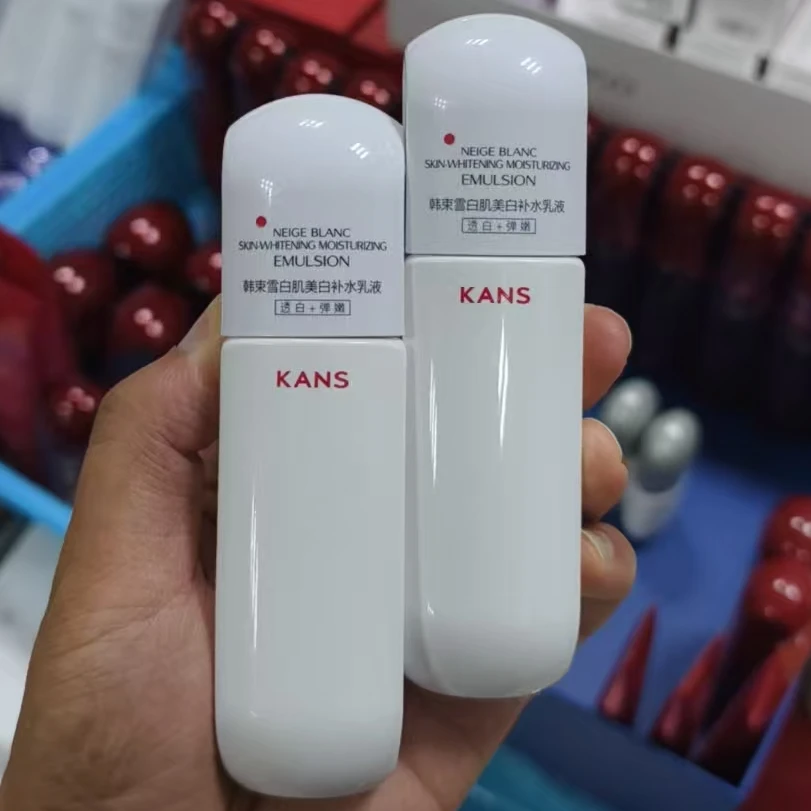 NEIGE BLANC
SKIN-WHITENING MOISTURIZING
EMULSION
韩束雪白肌美白补水乳液
透白+弹嫩
KANS
NEIGE BLANC
SKIN-WHITENING MOISTURIZING
EMULSION
韩束雪白肌美白补水乳液
透白+弹嫩
KANS